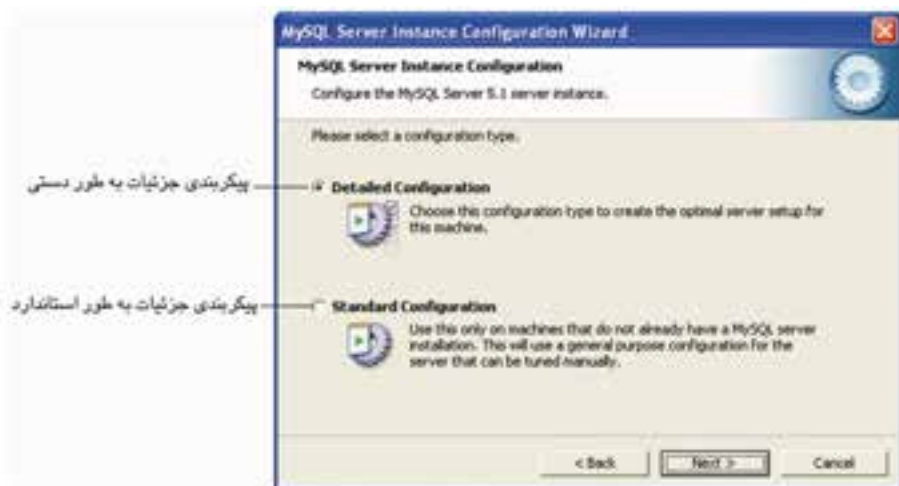 MySQL Server Instance Configuration Wizard
MySQL Server Instance Configuration
Configure the MySQL Server 5.1 server instance.
Please select a configuration type.
پیکربندی جزئیات به طور دستی
Detailed Configuration
Choose this configuration type to create the optimal server setup for
this machine.
پیکربندی جزئیات به طور استاندارد
Standard Configuration
Use this only on machines that do not already have a MySQL server
installation. This will use a general purpose configuration for the
server that can be tuned manually.
< Back
Next >
Cancel